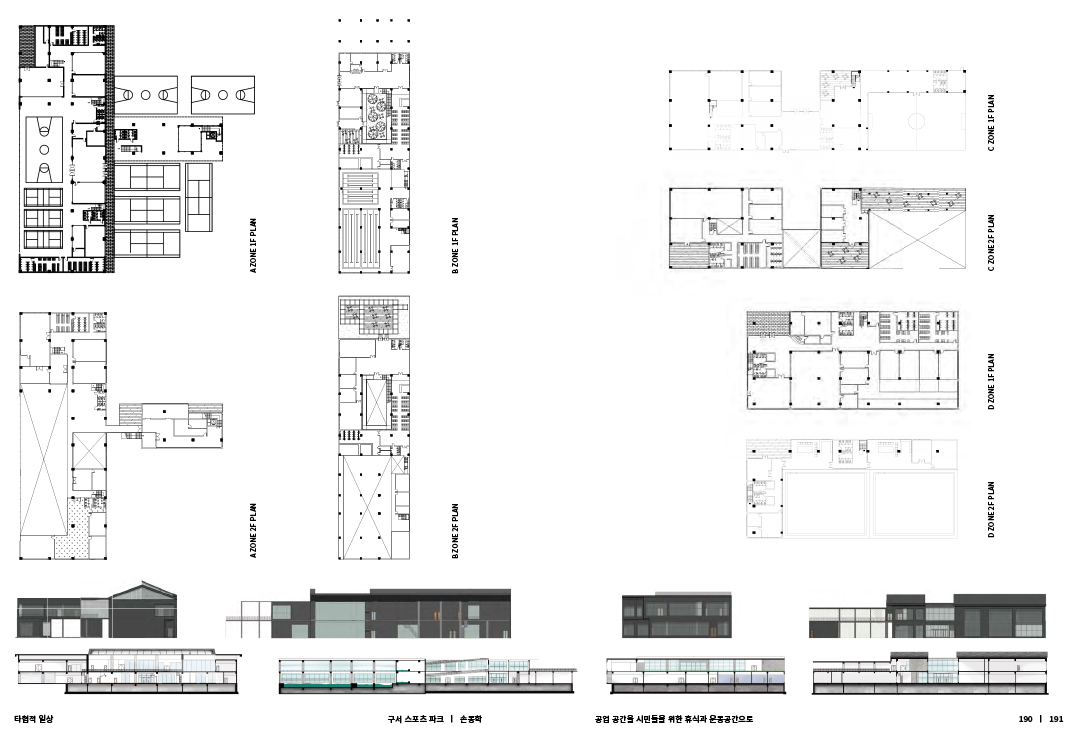 A ZONE 1F PLAN
B ZONE 1F PLAN
C ZONE 1F PLAN
C ZONE 2F PLAN
D ZONE 1F PLAN
A ZONE 2F PLAN
B ZONE 2F PLAN
D ZONE 2F PLAN
타협적 일상
구서 스포츠 파크 | 손종학
공업 공간을 시민들을 위한 휴식과 운동공간으로
190 | 191